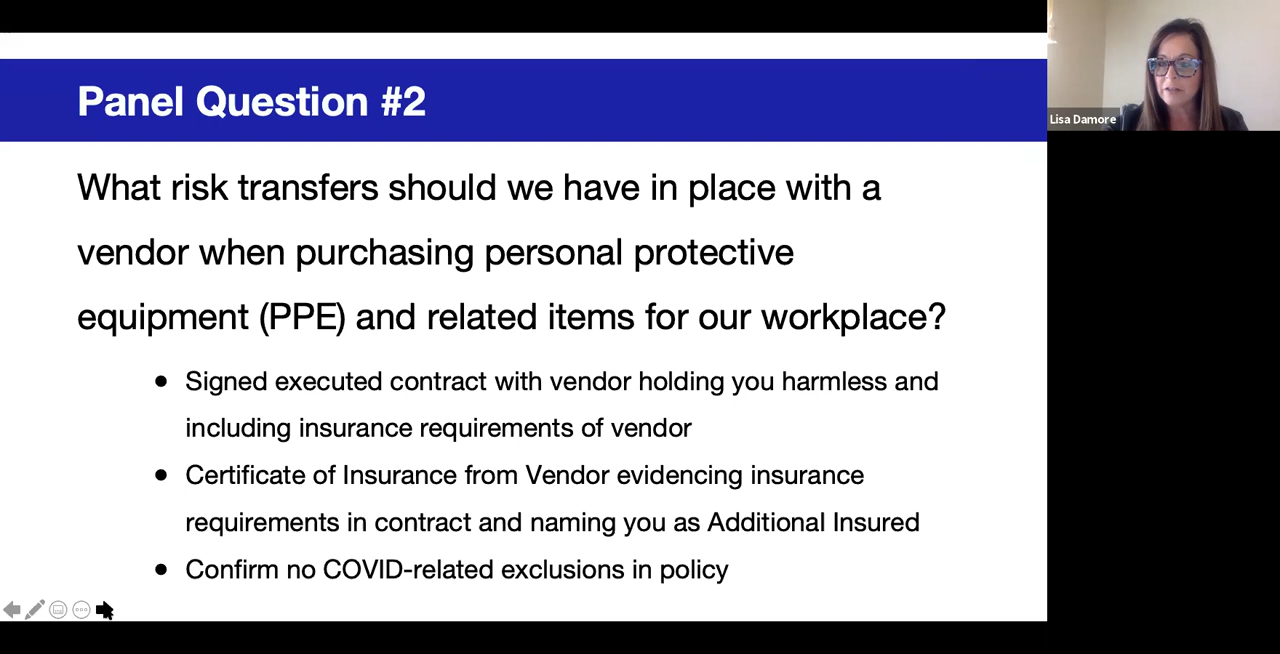 Panel Question #2
What risk transfers should we have in place with a
vendor when purchasing personal protective
equipment (PPE) and related items for our workplace?
● Signed executed contract with vendor holding you harmless and
including insurance requirements of vendor
● Certificate of Insurance from Vendor evidencing insurance
requirements in contract and naming you as Additional Insured
● Confirm no COVID-related exclusions in policy
Lisa Damore